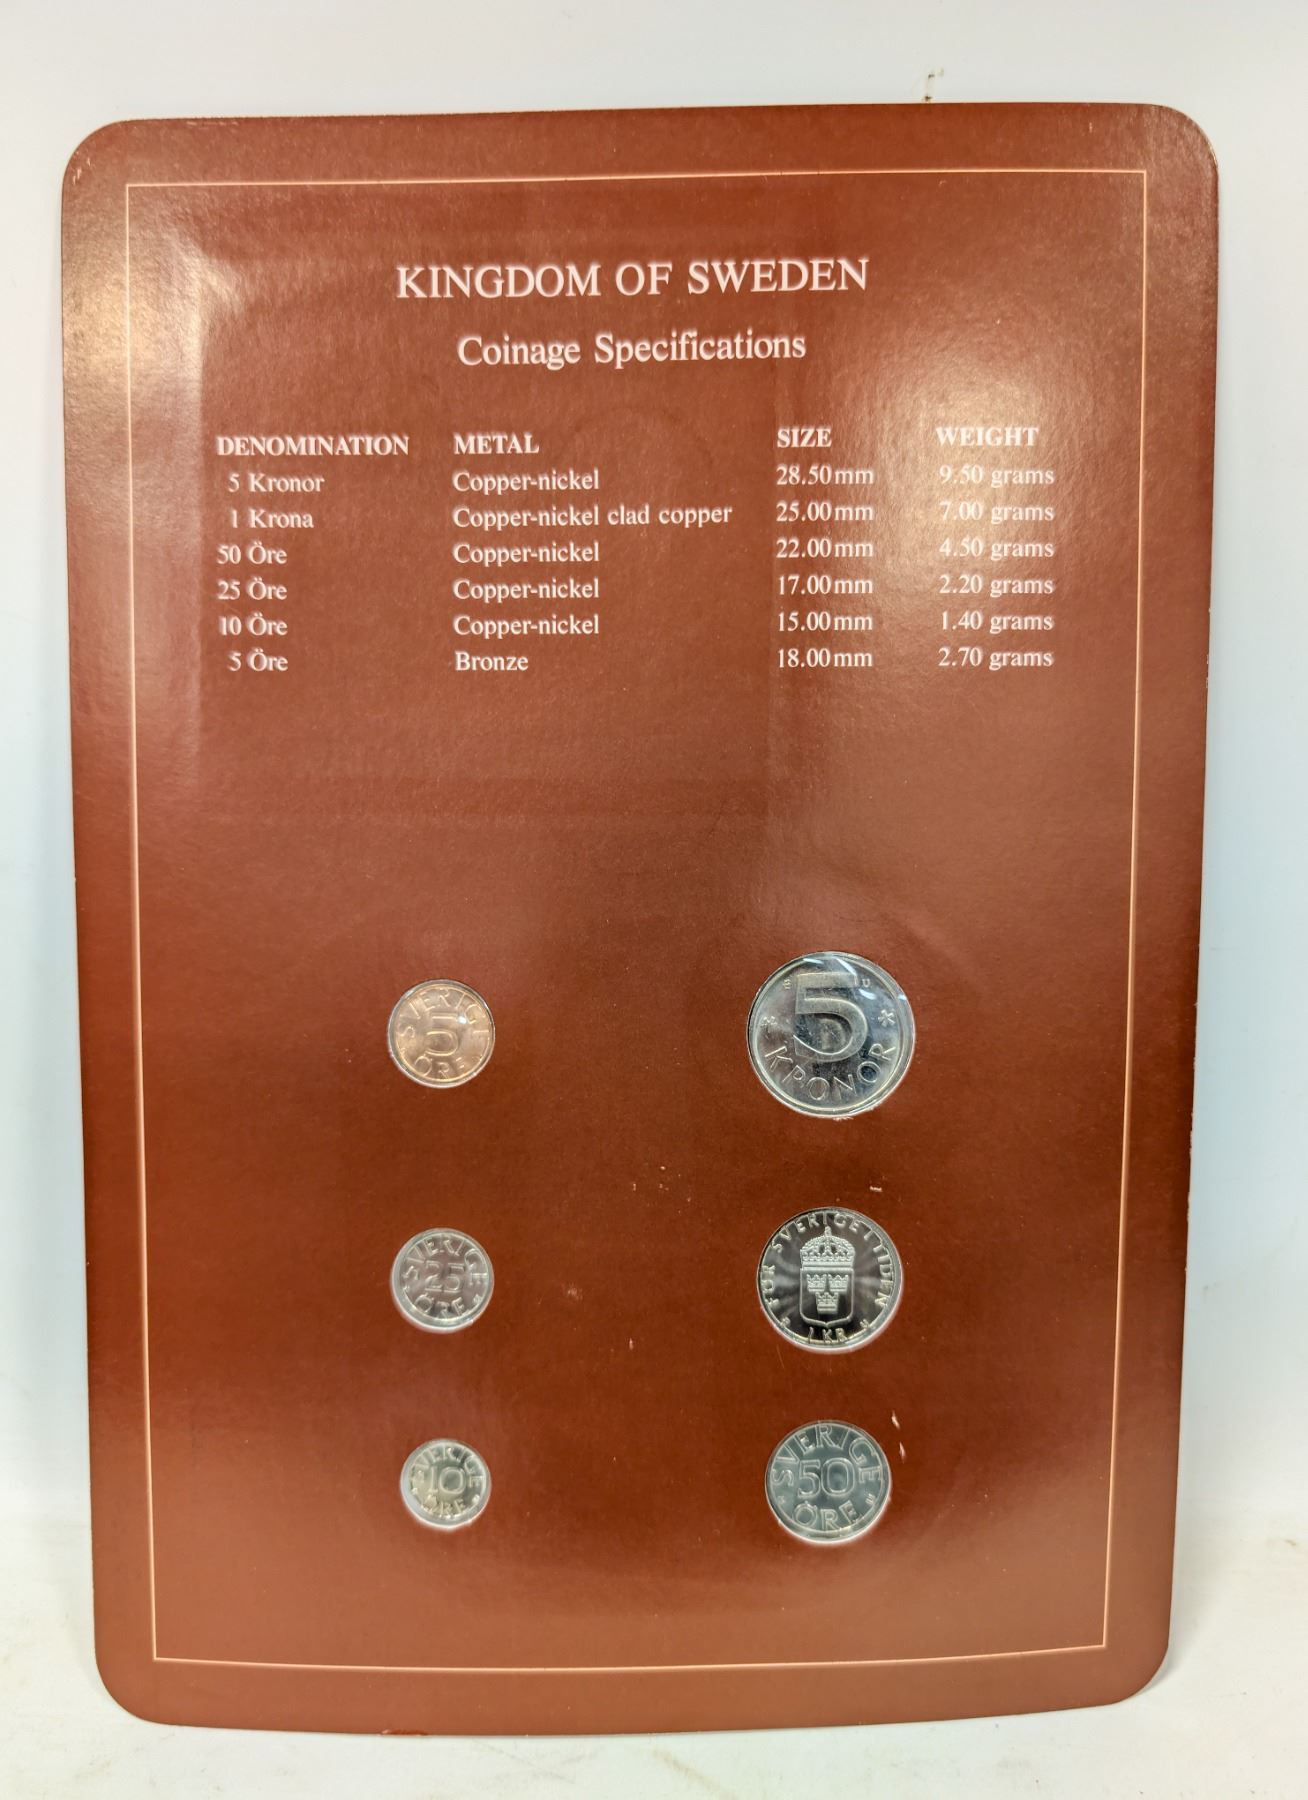 KINGDOM OF SWEDEN
Coinage Specifications
DENOMINATION METAL SIZE WEIGHT
5 Kronor Copper-nickel 28.50mm 9.50 grams
1 Krona Copper-nickel clad copper 25.00mm 7.00 grams
50 Öre Copper-nickel 22.00mm 4.50 grams
25 Öre Copper-nickel 17.00mm 2.20 grams
10 Öre Copper-nickel 15.00mm 1.40 grams
5 Öre Bronze 18.00mm 2.70 grams
SVERIGE
5
ÖRE
U
5
KRONOR
SVERIGE
25
ÖRE
FÖR SVERIGE I TIDEN
1 KR
SVERIGE
10
ÖRE
SVERIGE
50
ÖRE